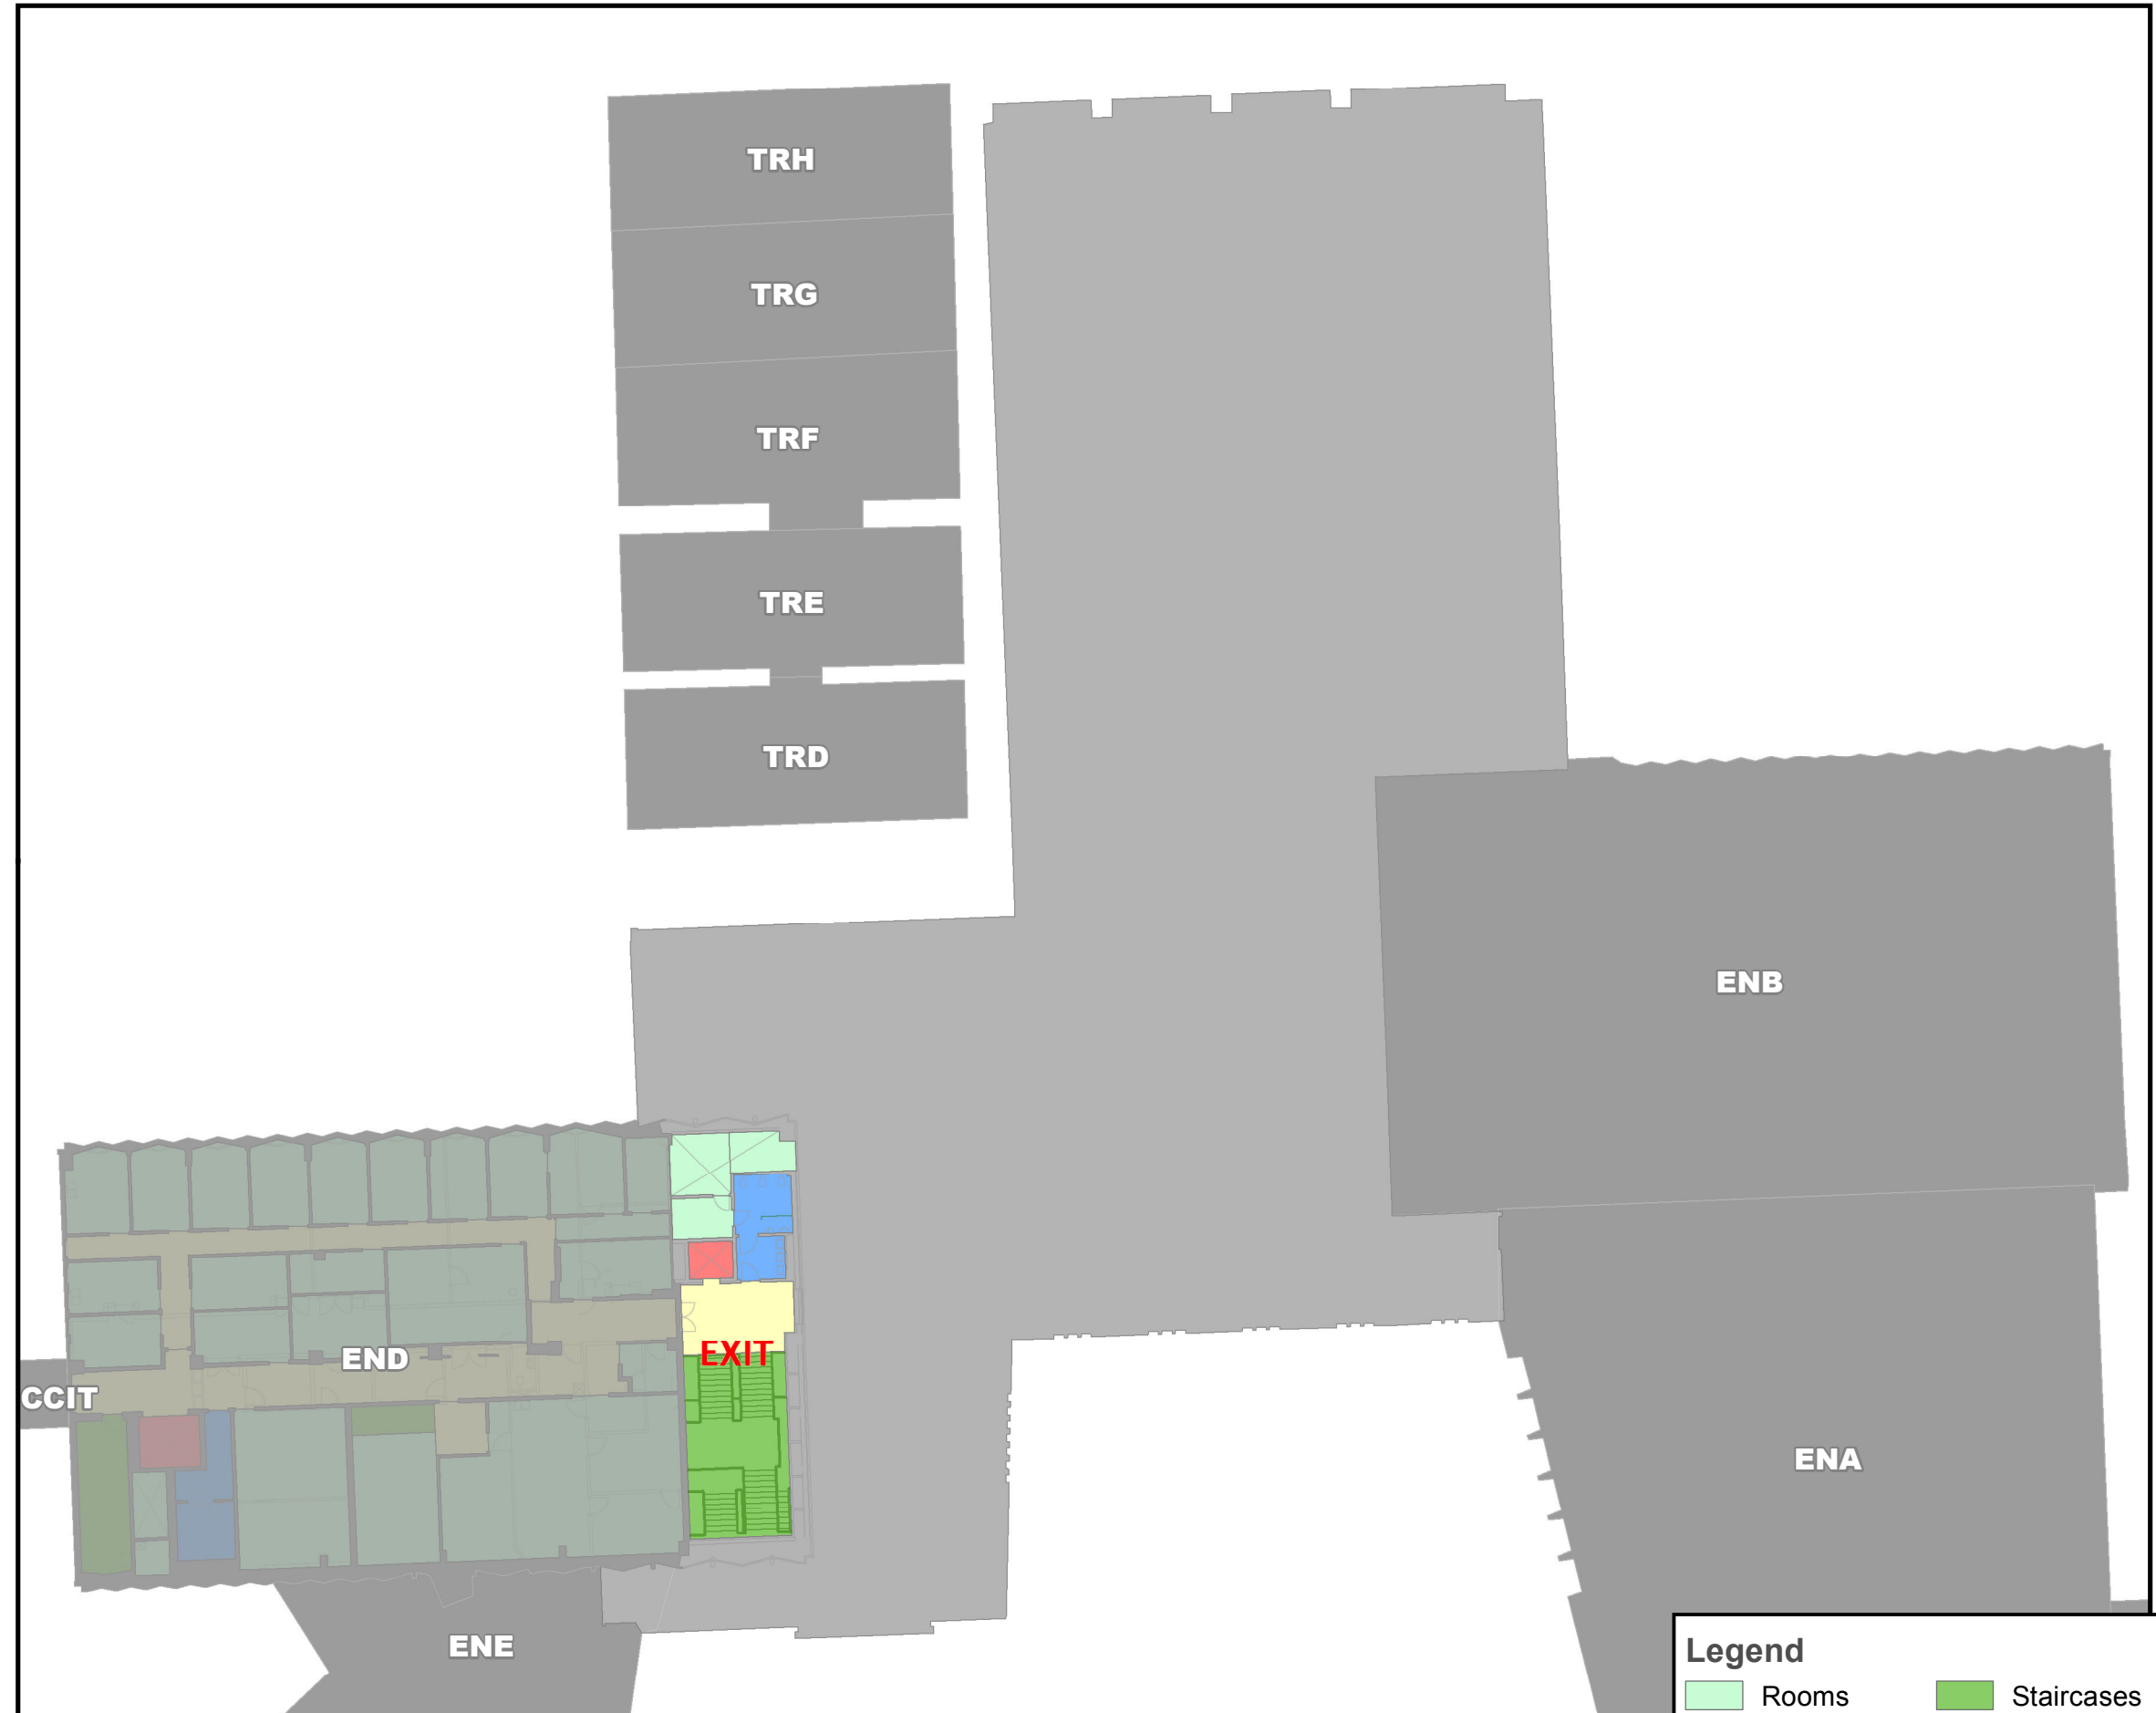 TRH
TRG
TRF
TRE
TRD
ENB
EXIT
END
CCIT
ENA
ENE
Legend
Rooms
Staircases